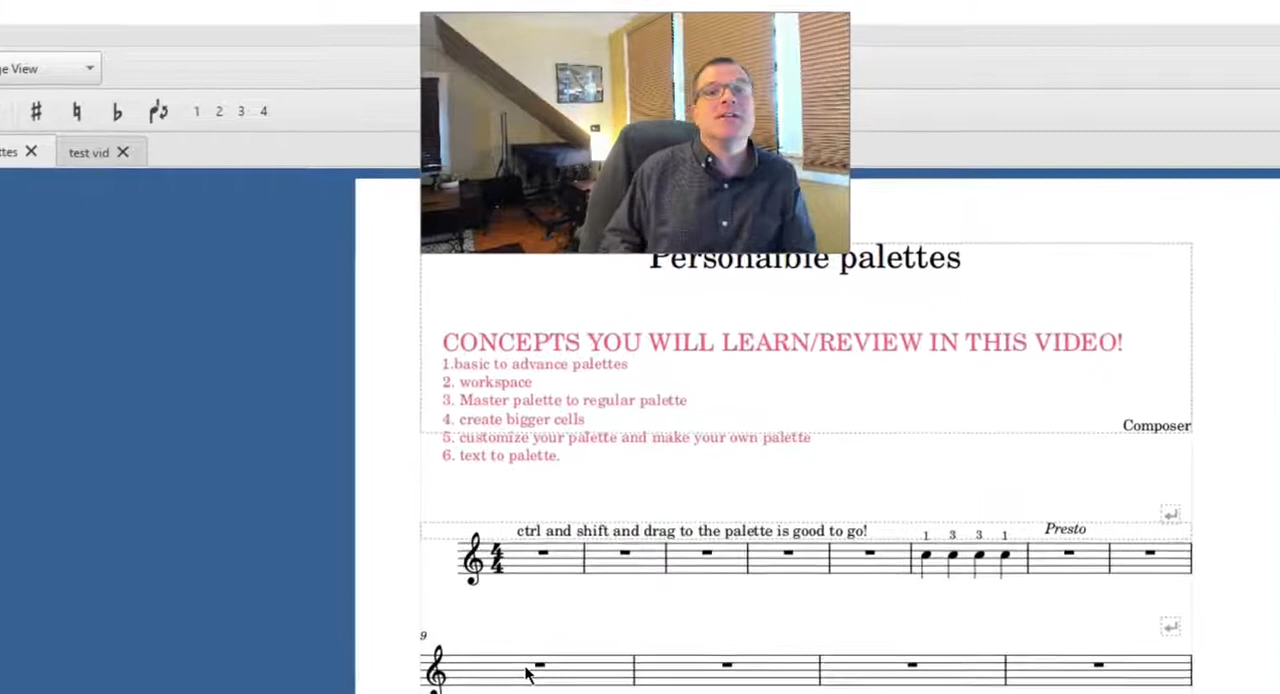 ge View
1 2 3 4
ttes
test vid
Personalble palettes
CONCEPTS YOU WILL LEARN/REVIEW IN THIS VIDEO!
1.basic to advance palettes
2. workspace
3. Master palette to regular palette
4. create bigger cells
5. customize your palette and make your own palette
6. text to palette.
Composer
ctrl and shift and drag to the palette is good to go!
1 3 3 1
Presto
4
4
9